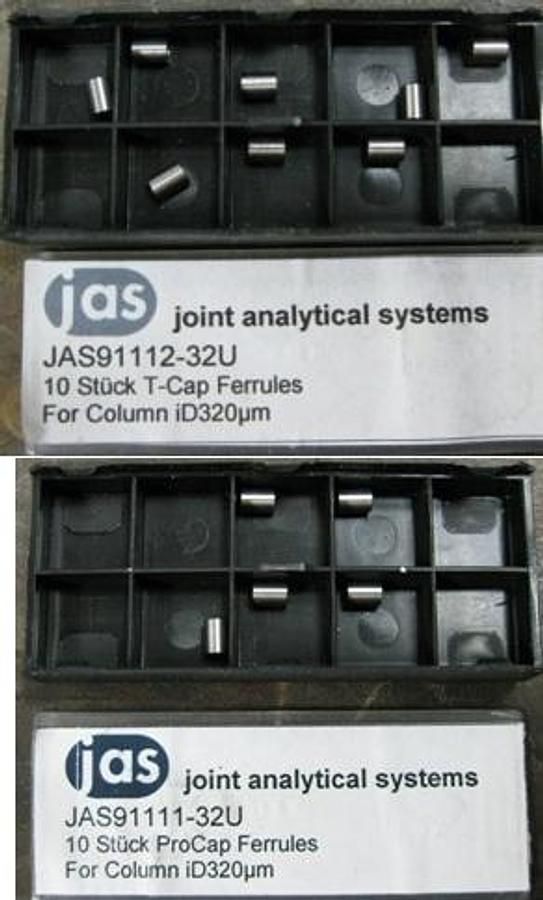 jas joint analytical systems
JAS91112-32U
10 Stück T-Cap Ferrules
For Column iD320µm
jas joint analytical systems
JAS91111-32U
10 Stück ProCap Ferrules
For Column iD320µm